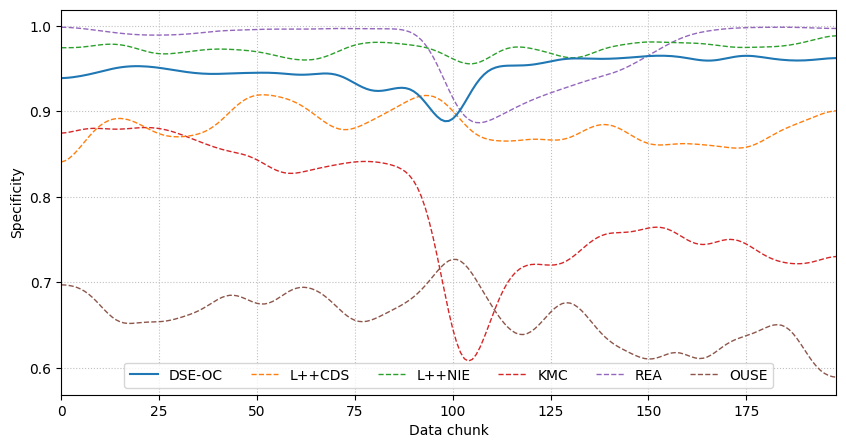 1.0
0.9
0.8
0.7
0.6
Specificity
DSE-OC L++CDS L++NIE KMC REA OUSE
0 25 50 75 100 125 150 175
Data chunk